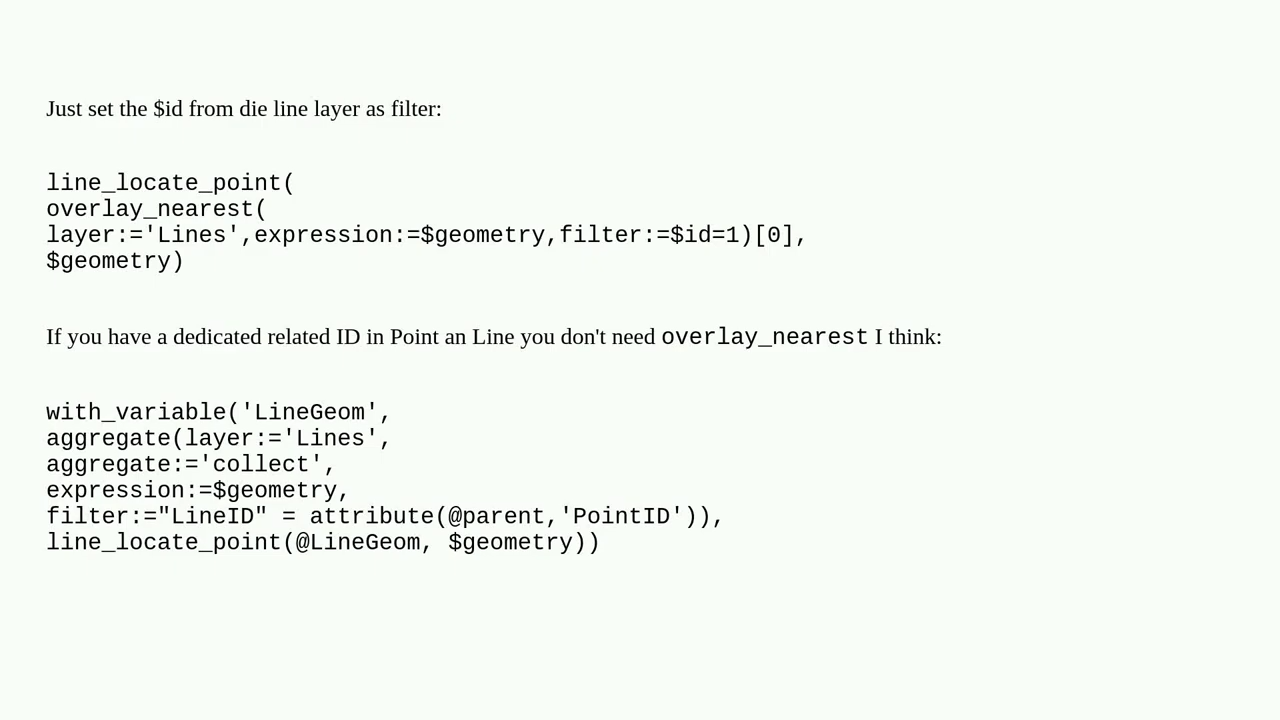 Just set the $id from die line layer as filter:
line_locate_point(
overlay_nearest(
layer:='Lines',expression:=$geometry,filter:=$id=1)[0],
$geometry)
If you have a dedicated related ID in Point an Line you don't need overlay_nearest I think:
with_variable('LineGeom',
aggregate(layer:='Lines',
aggregate:='collect',
expression:=$geometry,
filter:="LineID" = attribute(@parent,'PointID')),
line_locate_point(@LineGeom, $geometry))